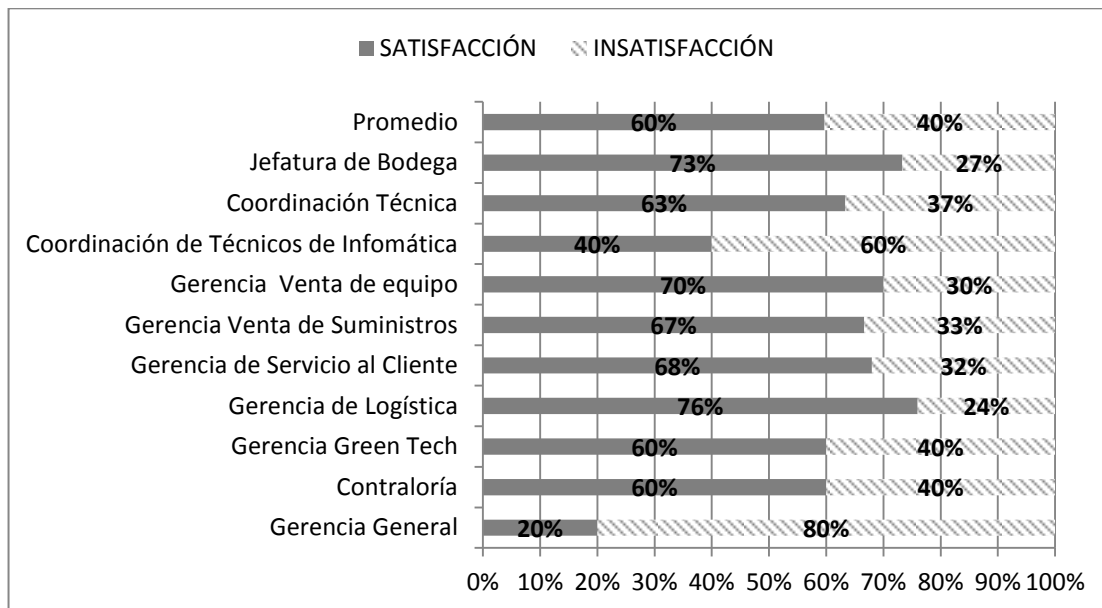 SATISFACCIÓN INSATISFACCIÓN
Promedio 60% 40%
Jefatura de Bodega 73% 27%
Coordinación Técnica 63% 37%
Coordinación de Técnicos de Infomática 40% 60%
Gerencia Venta de equipo 70% 30%
Gerencia Venta de Suministros 67% 33%
Gerencia de Servicio al Cliente 68% 32%
Gerencia de Logística 76% 24%
Gerencia Green Tech 60% 40%
Contraloría 60% 40%
Gerencia General 20% 80%
0% 10% 20% 30% 40% 50% 60% 70% 80% 90% 100%